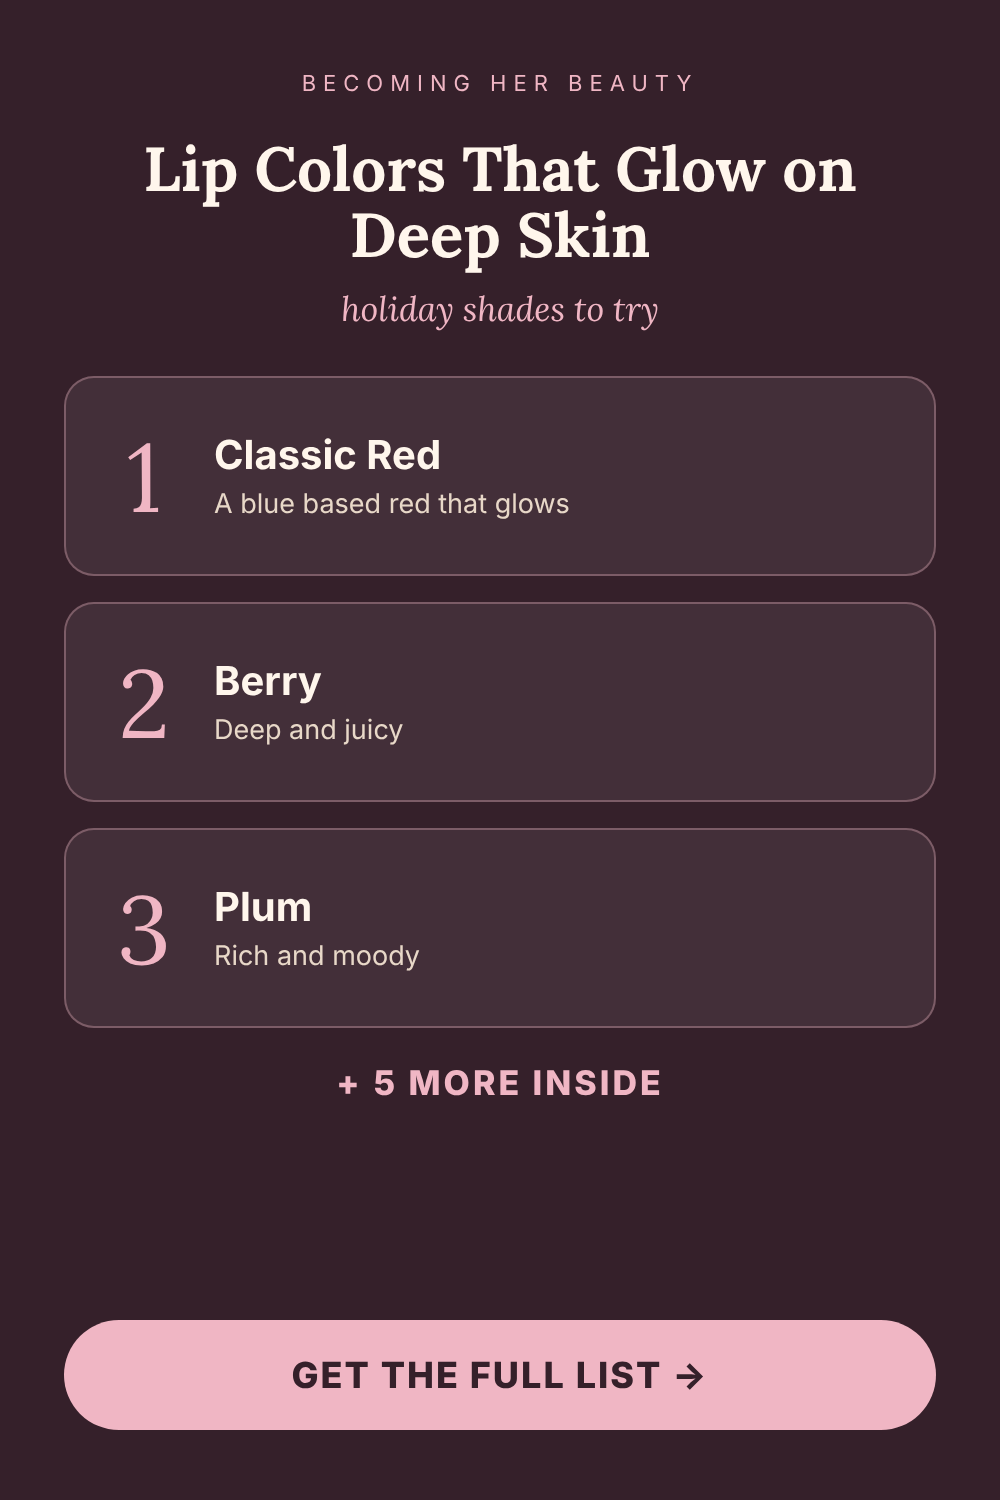 BECOMING HER BEAUTY
Lip Colors That Glow on
Deep Skin
holiday shades to try
1
Classic Red
A blue based red that glows
2
Berry
Deep and juicy
3
Plum
Rich and moody
+ 5 MORE INSIDE
GET THE FULL LIST →